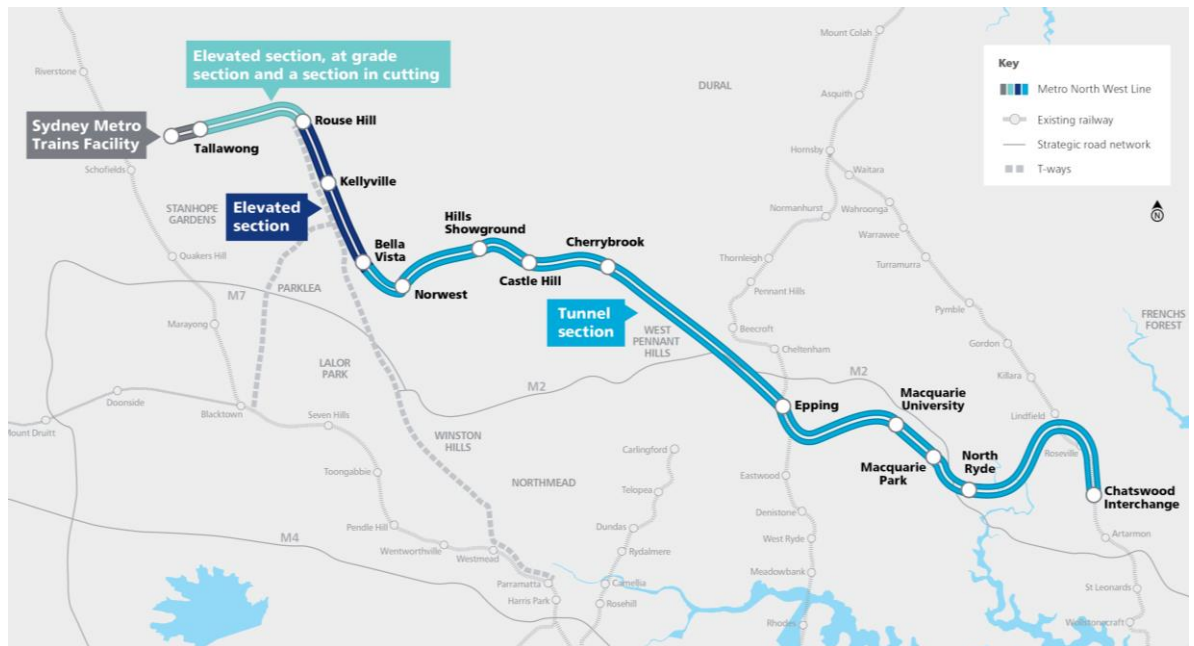 Elevated section, at grade
section and a section in cutting
Mount Colah
Key
Metro North West Line
Existing railway
Strategic road network
T-ways
N
Riverstone
DURAL
Asquith
Sydney Metro
Trains Facility
Tallawong
Rouse Hill
Hornsby
Waitara
Schofields
Kellyville
Normanhurst
Wahroonga
STANHOPE
GARDENS
Elevated
section
Hills
Showground
Warrawee
Quakers Hill
Bella
Vista
Cherrybrook
Thornleigh
Turramurra
Castle Hill
Norwest
PARKLEA
M7
Pennant Hills
Pymble
Tunnel
section
WEST
PENNANT
HILLS
FRENCHS
FOREST
Marayong
Beecroft
Cheltenham
Gordon
LALOR
PARK
M2
M2
Killara
Doonside
Blacktown
Seven Hills
Epping
Macquarie
University
Lindfield
Mount Druitt
WINSTON
HILLS
Carlingford
Roseville
Macquarie
Park
North
Ryde
Toongabbie
Eastwood
NORTHMEAD
Telopea
Chatswood
Interchange
Pendle Hill
Dundas
Denistone
M4
Wentworthville
Westmead
Rydalmere
West Ryde
Artarmon
Parramatta
Camellia
Meadowbank
Harris Park
Rosehill
St Leonards
Rhodes
Wollstonecraft